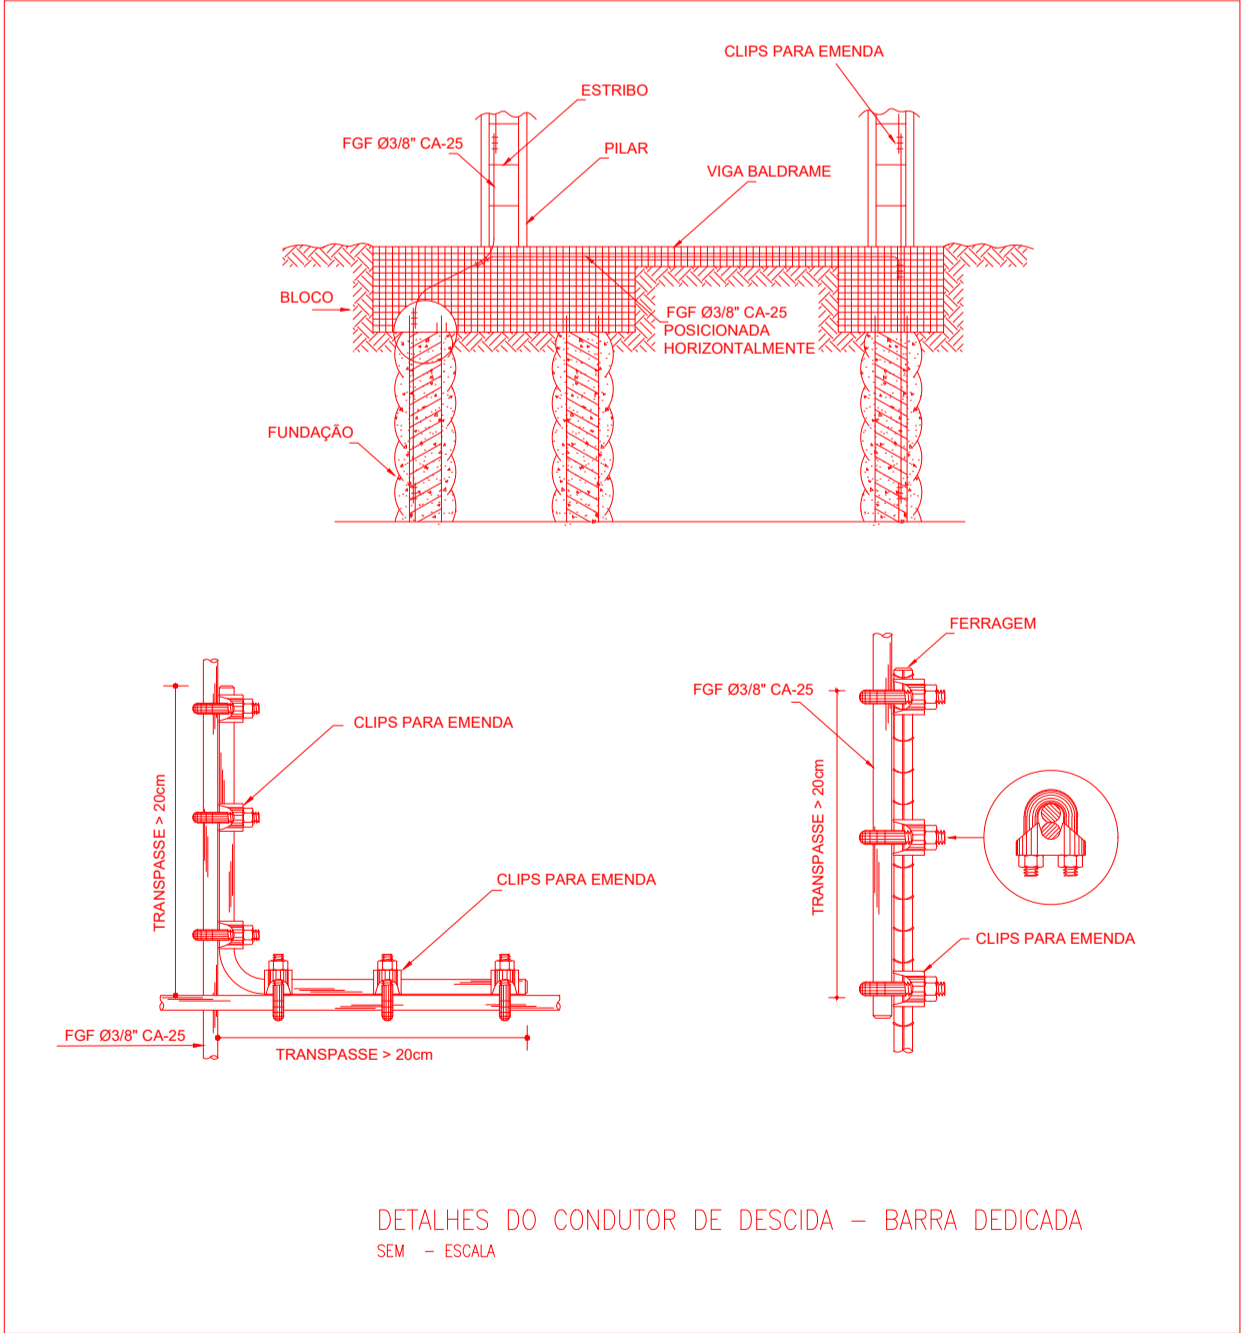 CLIPS PARA EMENDA
ESTRIBO
FGF Ø3/8" CA-25
PILAR
VIGA BALDRAME
BLOCO
FGF Ø3/8" CA-25
POSICIONADA
HORIZONTALMENTE
FUNDAÇÃO
FERRAGEM
FGF Ø3/8" CA-25
CLIPS PARA EMENDA
TRANSPASSE > 20cm
TRANSPASSE > 20cm
CLIPS PARA EMENDA
CLIPS PARA EMENDA
FGF Ø3/8" CA-25
TRANSPASSE > 20cm
DETALHES DO CONDUTOR DE DESCIDA - BARRA DEDICADA
SEM - ESCALA